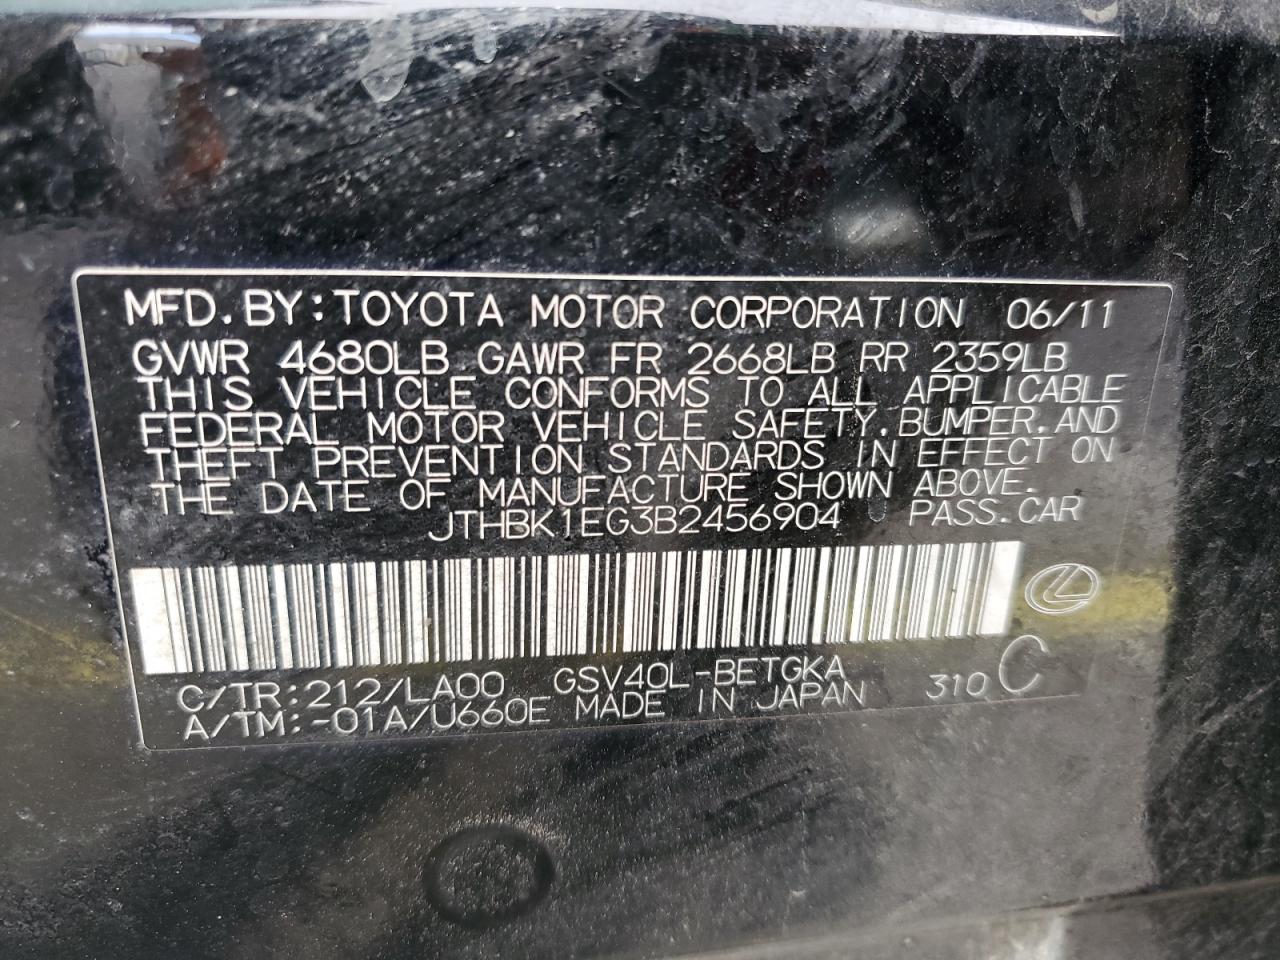 MFD.BY:TOYOTA MOTOR CORPORATION 06/11
GVWR 4680LB GAWR FR 2668LB RR 2359LB
THIS VEHICLE CONFORMS TO ALL APPLICABLE
FEDERAL MOTOR VEHICLE SAFETY.BUMPER.AND
THEFT PREVENTION STANDARDS IN EFFECT ON
THE DATE OF MANUFACTURE SHOWN ABOVE.
JTHBK1EG3B2456904 PASS.CAR
C/TR:212/LA00 GSV40L-BETGKA
A/TM:-01A/U660E MADE IN JAPAN 310 C